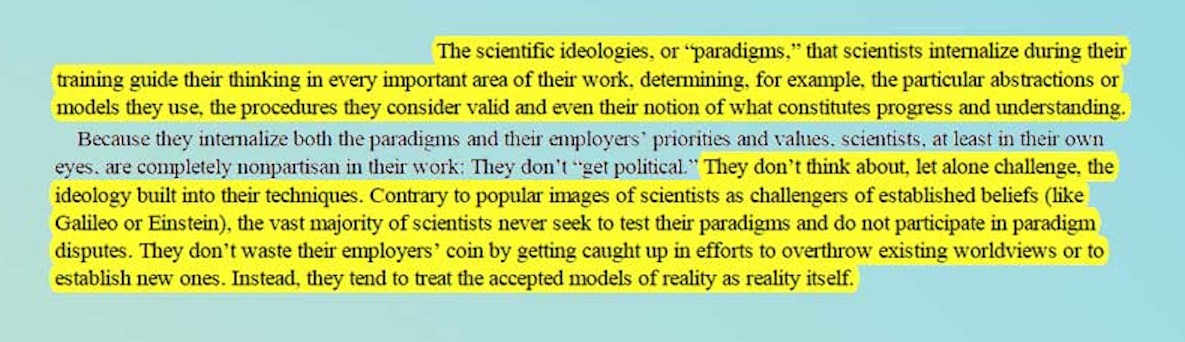 The scientific ideologies, or “paradigms,” that scientists internalize during their
training guide their thinking in every important area of their work, determining, for example, the particular abstractions or
models they use, the procedures they consider valid and even their notion of what constitutes progress and understanding.
Because they internalize both the paradigms and their employers’ priorities and values, scientists, at least in their own
eyes, are completely nonpartisan in their work: They don’t “get political.” They don’t think about, let alone challenge, the
ideology built into their techniques. Contrary to popular images of scientists as challengers of established beliefs (like
Galileo or Einstein), the vast majority of scientists never seek to test their paradigms and do not participate in paradigm
disputes. They don’t waste their employers’ coin by getting caught up in efforts to overthrow existing worldviews or to
establish new ones. Instead, they tend to treat the accepted models of reality as reality itself.